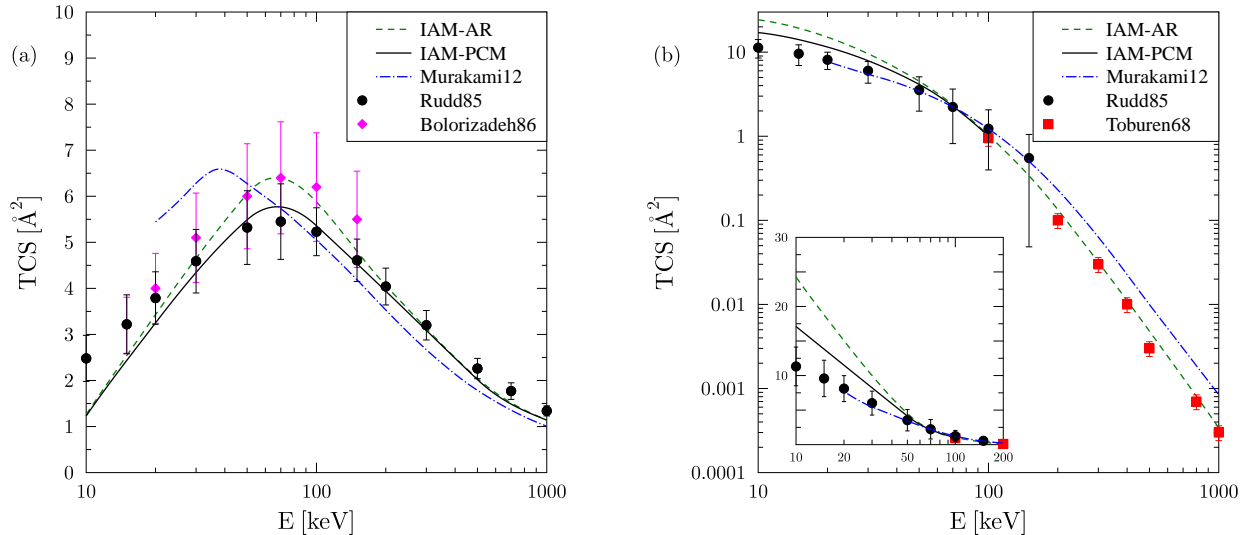 (a)
TCS [Å²]
10
9
8
7
6
5
4
3
2
1
0
IAM-AR
IAM-PCM
Murakami12
Rudd85
Bolorizadeh86
10 100 1000
E [keV]
(b)
TCS [Å²]
10
1
0.1
0.01
0.001
0.0001
IAM-AR
IAM-PCM
Murakami12
Rudd85
Toburen68
30
20
10
10 20 50 100 200
10 100 1000
E [keV]